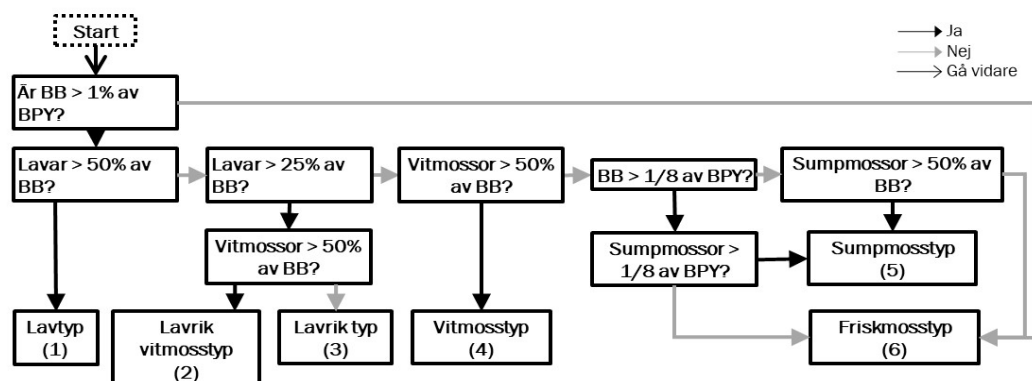 Start
Ja
Nej
Gå vidare
Är BB > 1% av
BPY?
Lavar > 50% av
BB?
Lavar > 25% av
BB?
Vitmossor > 50%
av BB?
BB > 1/8 av BPY?
Sumpmossor > 50% av
BB?
Vitmossor > 50%
av BB?
Sumpmossor >
1/8 av BPY?
Sumpmosstyp
(5)
Lavtyp
(1)
Lavrik
vitmosstyp
(2)
Lavrik typ
(3)
Vitmosstyp
(4)
Friskmosstyp
(6)